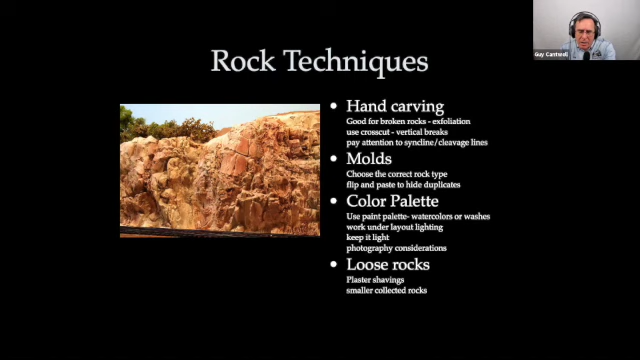 Guy Cantwell
Rock Techniques
• Hand carving
Good for broken rocks - exfoliation
use crosscut - vertical breaks
pay attention to syncline/cleavage lines
• Molds
Choose the correct rock type
flip and paste to hide duplicates
• Color Palette
Use paint palette- watercolors or washes
work under layout lighting
keep it light
photography considerations
• Loose rocks
Plaster shavings
smaller collected rocks